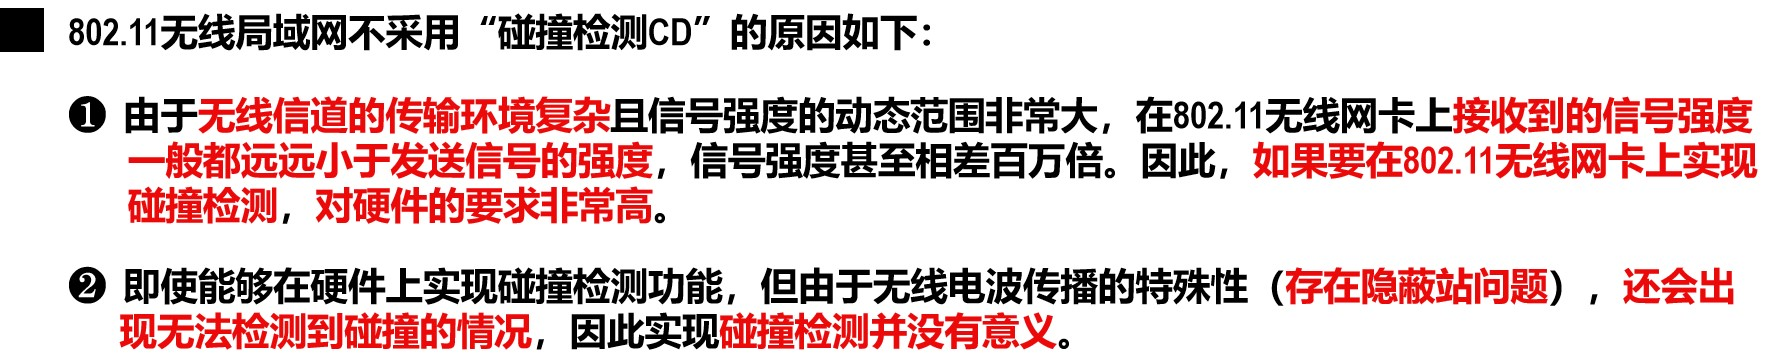 802.11无线局域网不采用“碰撞检测CD”的原因如下：
❶ 由于无线信道的传输环境复杂且信号强度的动态范围非常大，在802.11无线网卡上接收到的信号强度
一般都远远小于发送信号的强度，信号强度甚至相差百万倍。因此，如果要在802.11无线网卡上实现
碰撞检测，对硬件的要求非常高。
❷ 即使能够在硬件上实现碰撞检测功能，但由于无线电波传播的特殊性（存在隐蔽站问题），还会出
现无法检测到碰撞的情况，因此实现碰撞检测并没有意义。